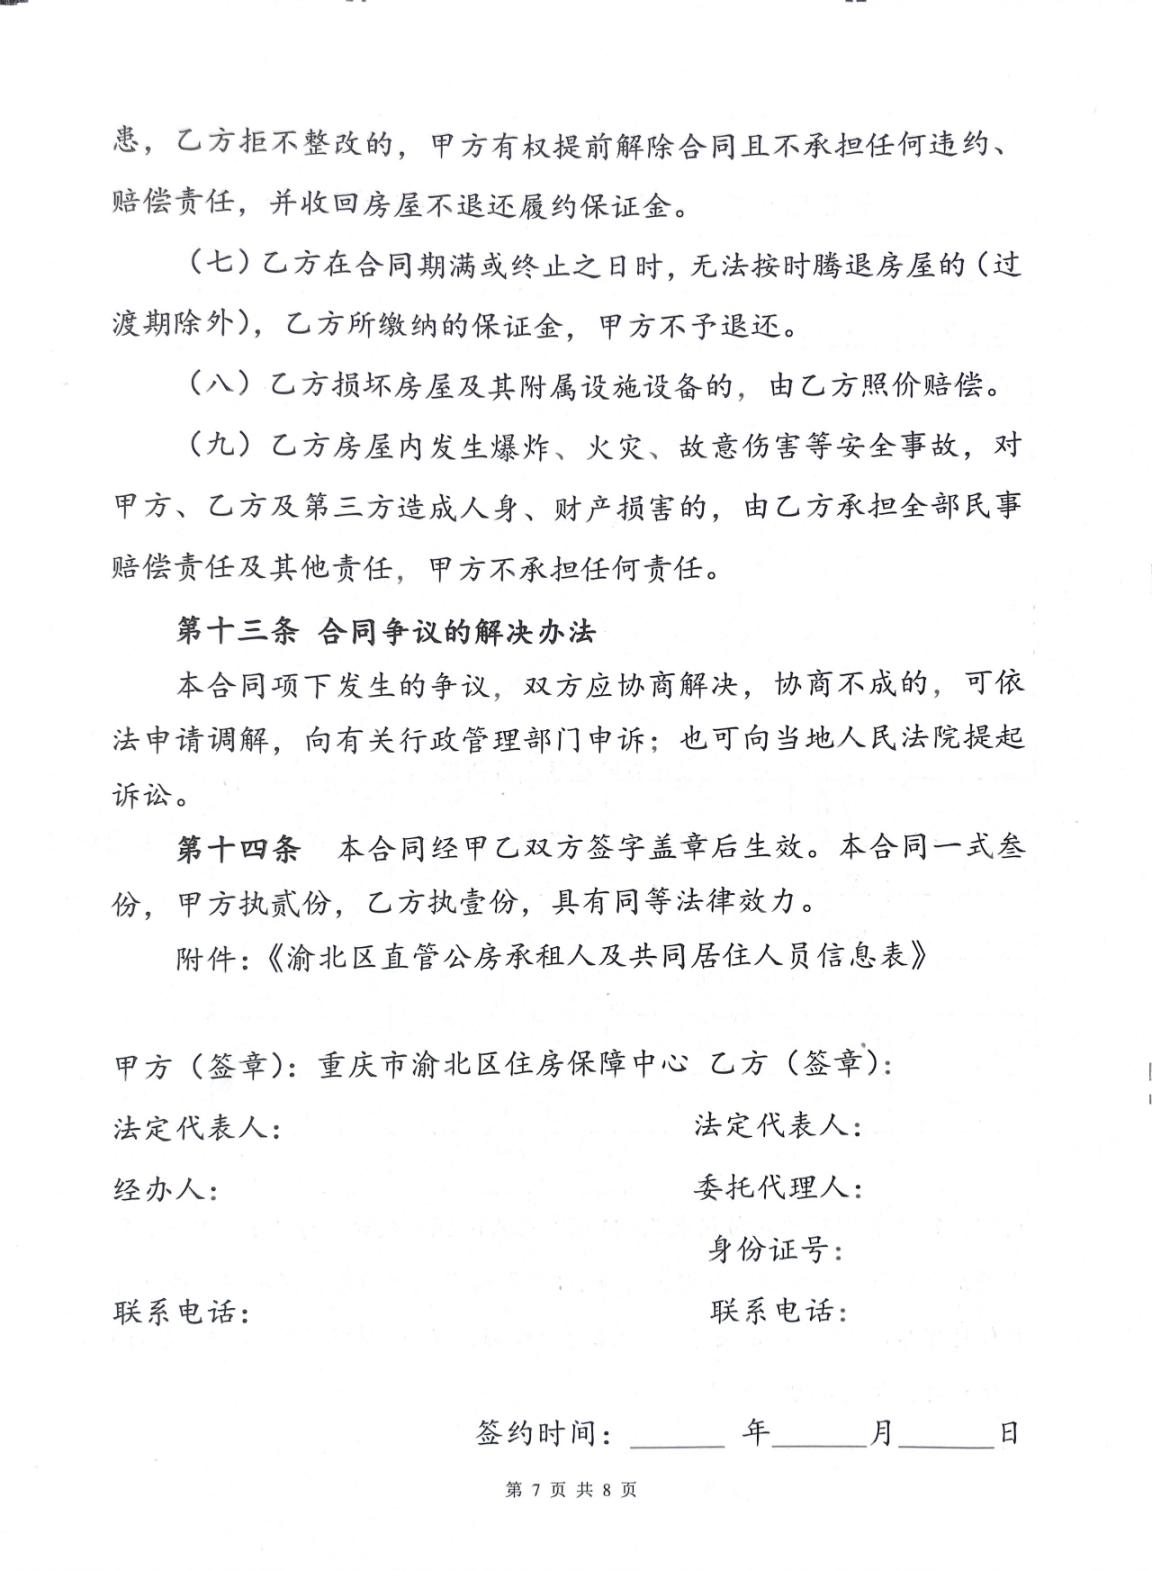 患，乙方拒不整改的，甲方有权提前解除合同且不承担任何违约、
赔偿责任，并收回房屋不退还履约保证金。
（七）乙方在合同期满或终止之日时，无法按时腾退房屋的（过
渡期除外），乙方所缴纳的保证金，甲方不予退还。
（八）乙方损坏房屋及其附属设施设备的，由乙方照价赔偿。
（九）乙方房屋内发生爆炸、火灾、故意伤害等安全事故，对
甲方、乙方及第三方造成人身、财产损害的，由乙方承担全部民事
赔偿责任及其他责任，甲方不承担任何责任。
第十三条 合同争议的解决办法
本合同项下发生的争议，双方应协商解决，协商不成的，可依
法申请调解，向有关行政管理部门申诉；也可向当地人民法院提起
诉讼。
第十四条 本合同经甲乙双方签字盖章后生效。本合同一式叁
份，甲方执贰份，乙方执壹份，具有同等法律效力。
附件：《渝北区直管公房承租人及共同居住人员信息表》
甲方（签章）：重庆市渝北区住房保障中心 乙方（签章）：
法定代表人： 法定代表人：
经办人： 委托代理人：
身份证号：
联系电话： 联系电话：
签约时间：______ 年______月______日
第 7 页 共 8 页